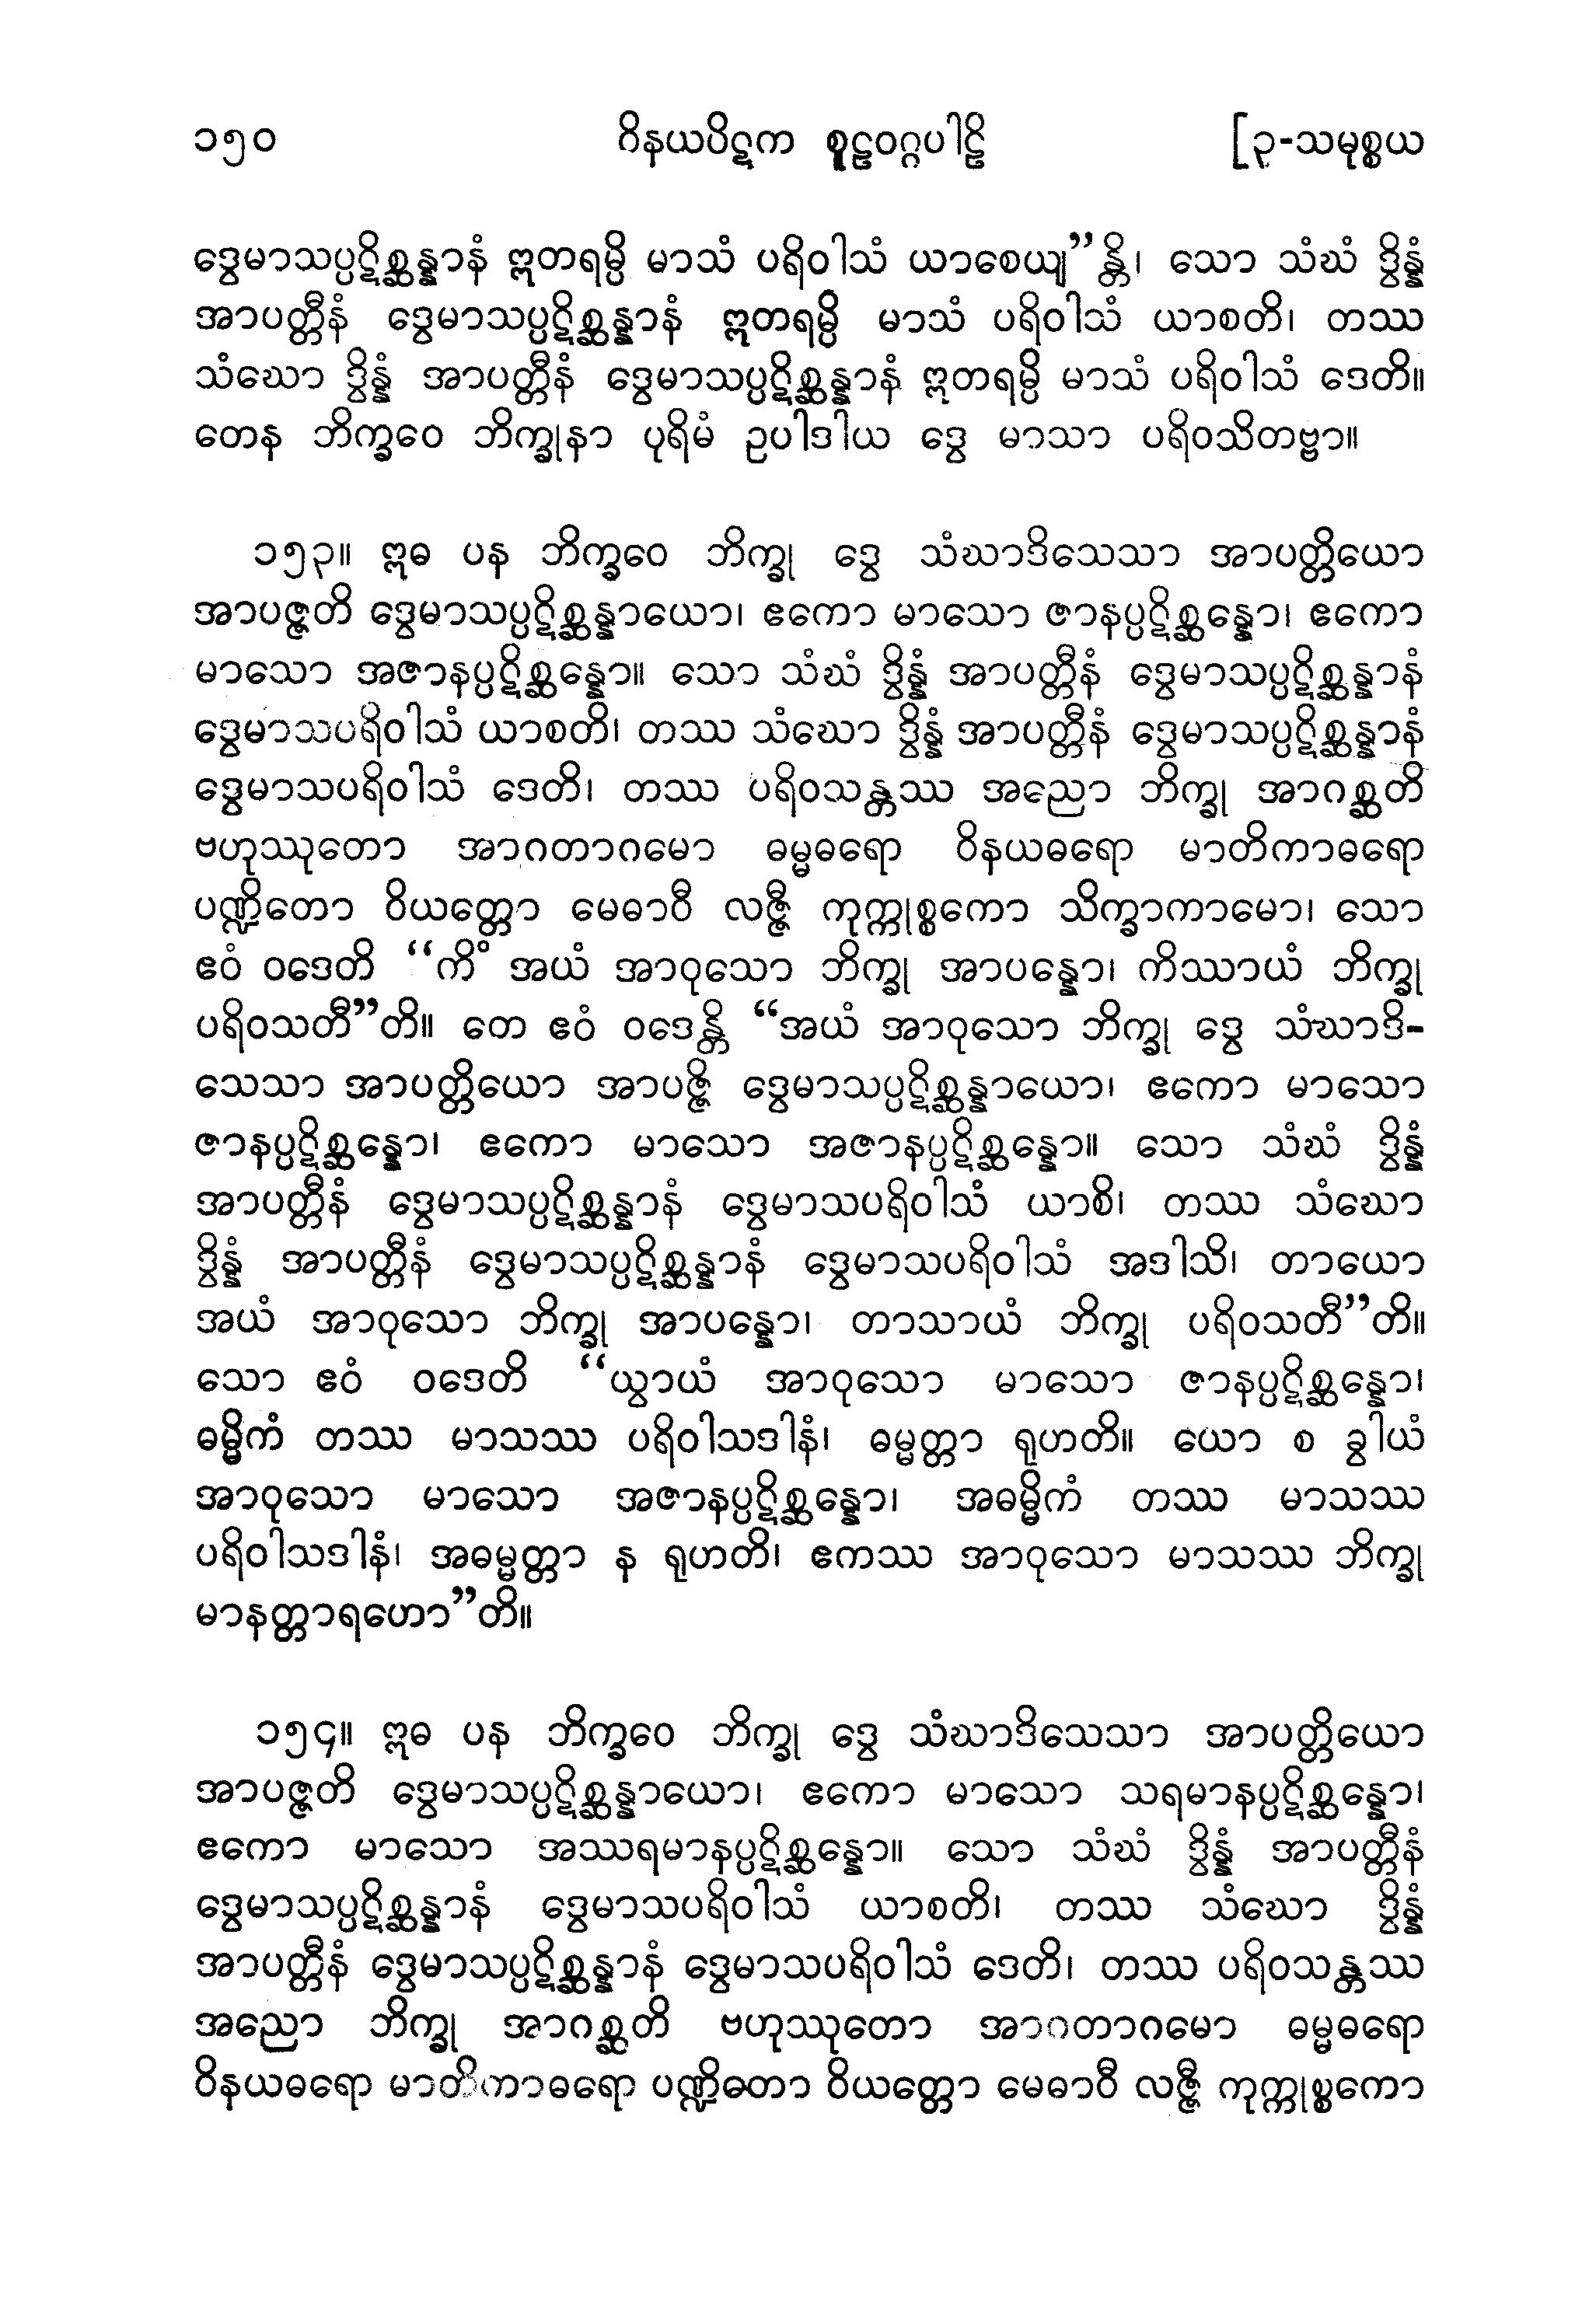 ၁၅၀ ဝိနယပိဋက စူဠဝဂ္ဂပါဠိ [၃-သမုစ္စယ
ဒွေမာသပ္ပဋိစ္ဆန္နာနံ ဣတရမ္ပိ မာသံ ပရိဝါသံ ယာစေယျ”န္တိ၊ သော သံဃံ ဒွိန္နံ
အာပတ္တီနံ ဒွေမာသပ္ပဋိစ္ဆန္နာနံ ဣတရမ္ပိ မာသံ ပရိဝါသံ ယာစတိ၊ တဿ
သံဃော ဒွိန္နံ အာပတ္တီနံ ဒွေမာသပ္ပဋိစ္ဆန္နာနံ ဣတရမ္ပိ မာသံ ပရိဝါသံ ဒေတိ။
တေန ဘိက္ခဝေ ဘိက္ခုနာ ပုရိမံ ဥပါဒါယ ဒွေ မာသာ ပရိဝသိတဗ္ဗာ။
၁၅၃။ ဣဓ ပန ဘိက္ခဝေ ဘိက္ခု ဒွေ သံဃာဒိသေသာ အာပတ္တိယော
အာပဇ္ဇတိ ဒွေမာသပ္ပဋိစ္ဆန္နာယော၊ ဧကော မာသော ဇာနပ္ပဋိစ္ဆန္နော၊ ဧကော
မာသော အဇာနပ္ပဋိစ္ဆန္နော။ သော သံဃံ ဒွိန္နံ အာပတ္တီနံ ဒွေမာသပ္ပဋိစ္ဆန္နာနံ
ဒွေမာသပရိဝါသံ ယာစတိ၊ တဿ သံဃော ဒွိန္နံ အာပတ္တီနံ ဒွေမာသပ္ပဋိစ္ဆန္နာနံ
ဒွေမာသပရိဝါသံ ဒေတိ၊ တဿ ပရိဝသန္တဿ အညော ဘိက္ခု အာဂစ္ဆတိ
ဗဟုဿုတော အာဂတာဂမော ဓမ္မဓရော ဝိနယဓရော မာတိကာဓရော
ပဏ္ဍိတော ဝိယတ္တော မေဓာဝီ လဇ္ဇီ ကုက္ကုစ္စကော သိက္ခာကာမော၊ သော
ဧဝံ ဝဒေတိ “ကိံ အယံ အာဝုသော ဘိက္ခု အာပန္နော၊ ကိဿာယံ ဘိက္ခု
ပရိဝသတီ”တိ။ တေ ဧဝံ ဝဒေန္တိ “အယံ အာဝုသော ဘိက္ခု ဒွေ သံဃာဒိ-
သေသာ အာပတ္တိယော အာပဇ္ဇိ ဒွေမာသပ္ပဋိစ္ဆန္နာယော၊ ဧကော မာသော
ဇာနပ္ပဋိစ္ဆန္နော၊ ဧကော မာသော အဇာနပ္ပဋိစ္ဆန္နော။ သော သံဃံ ဒွိန္နံ
အာပတ္တီနံ ဒွေမာသပ္ပဋိစ္ဆန္နာနံ ဒွေမာသပရိဝါသံ ယာစိ၊ တဿ သံဃော
ဒွိန္နံ အာပတ္တီနံ ဒွေမာသပ္ပဋိစ္ဆန္နာနံ ဒွေမာသပရိဝါသံ အဒါသိ၊ တာယော
အယံ အာဝုသော ဘိက္ခု အာပန္နော၊ တာသာယံ ဘိက္ခု ပရိဝသတီ”တိ။
သော ဧဝံ ဝဒေတိ “ယွာယံ အာဝုသော မာသော ဇာနပ္ပဋိစ္ဆန္နော၊
ဓမ္မိကံ တဿ မာသဿ ပရိဝါသဒါနံ၊ ဓမ္မတ္တာ ရုဟတိ။ ယော စ ခွါယံ
အာဝုသော မာသော အဇာနပ္ပဋိစ္ဆန္နော၊ အဓမ္မိကံ တဿ မာသဿ
ပရိဝါသဒါနံ၊ အဓမ္မတ္တာ န ရုဟတိ၊ ဧကဿ အာဝုသော မာသဿ ဘိက္ခု
မာနတ္တာရဟော”တိ။
၁၅၄။ ဣဓ ပန ဘိက္ခဝေ ဘိက္ခု ဒွေ သံဃာဒိသေသာ အာပတ္တိယော
အာပဇ္ဇတိ ဒွေမာသပ္ပဋိစ္ဆန္နာယော၊ ဧကော မာသော သရမာနပ္ပဋိစ္ဆန္နော၊
ဧကော မာသော အဿရမာနပ္ပဋိစ္ဆန္နော။ သော သံဃံ ဒွိန္နံ အာပတ္တီနံ
ဒွေမာသပ္ပဋိစ္ဆန္နာနံ ဒွေမာသပရိဝါသံ ယာစတိ၊ တဿ သံဃော ဒွိန္နံ
အာပတ္တီနံ ဒွေမာသပ္ပဋိစ္ဆန္နာနံ ဒွေမာသပရိဝါသံ ဒေတိ၊ တဿ ပရိဝသန္တဿ
အညော ဘိက္ခု အာဂစ္ဆတိ ဗဟုဿုတော အာဂတာဂမော ဓမ္မဓရော
ဝိနယဓရော မာတိကာဓရော ပဏ္ဍိတော ဝိယတ္တော မေဓာဝီ လဇ္ဇီ ကုက္ကုစ္စကော